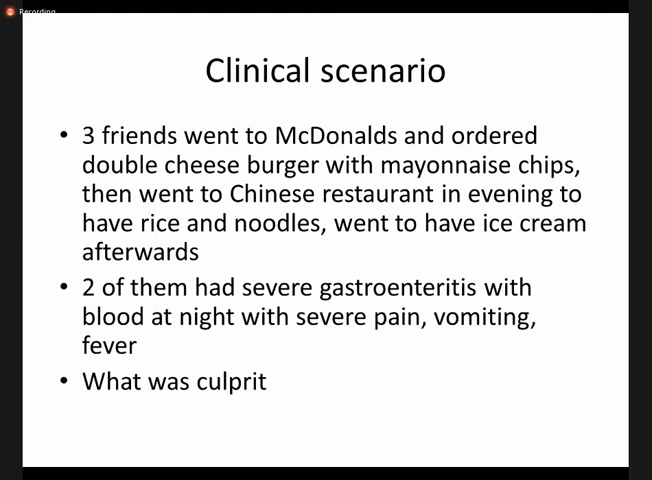 Recording
Clinical scenario
• 3 friends went to McDonalds and ordered
double cheese burger with mayonnaise chips,
then went to Chinese restaurant in evening to
have rice and noodles, went to have ice cream
afterwards
• 2 of them had severe gastroenteritis with
blood at night with severe pain, vomiting,
fever
• What was culprit